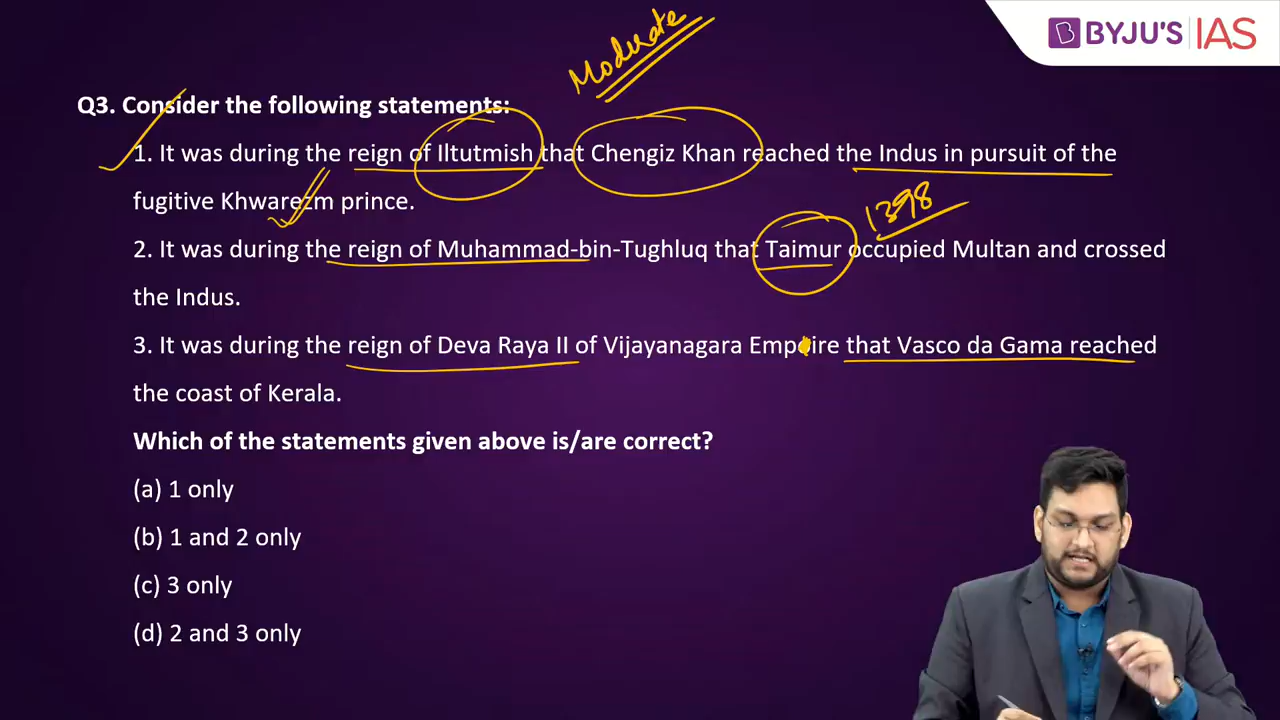 BYJU'S IAS
Moduate
Q3. Consider the following statements:
1. It was during the reign of Iltutmish that Chengiz Khan reached the Indus in pursuit of the
fugitive Khwarezm prince.
1398
2. It was during the reign of Muhammad-bin-Tughluq that Taimur occupied Multan and crossed
the Indus.
3. It was during the reign of Deva Raya II of Vijayanagara Empire that Vasco da Gama reached
the coast of Kerala.
Which of the statements given above is/are correct?
(a) 1 only
(b) 1 and 2 only
(c) 3 only
(d) 2 and 3 only